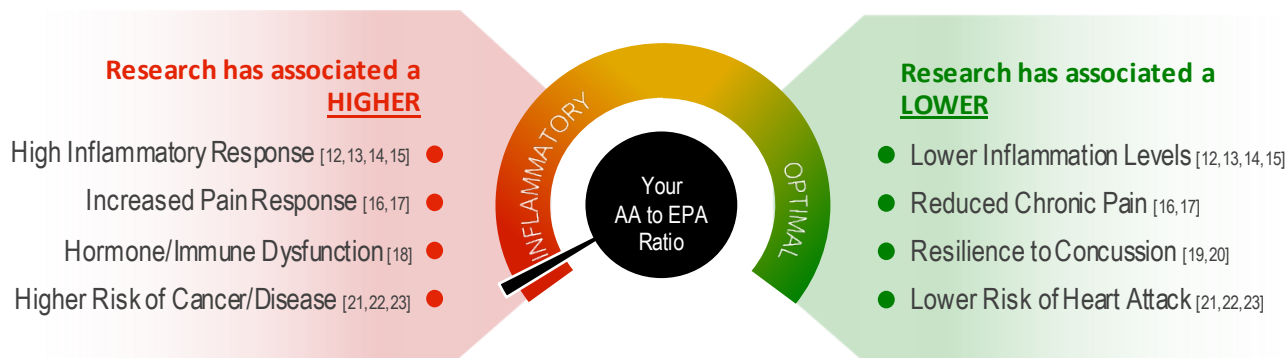 Research has associated a
HIGHER
High Inflammatory Response [12,13,14,15]
Increased Pain Response [16,17]
Hormone/Immune Dysfunction [18]
Higher Risk of Cancer/Disease [21,22,23]
INFLAMMATORY
Your
AA to EPA
Ratio
OPTIMAL
Research has associated a
LOWER
Lower Inflammation Levels [12,13,14,15]
Reduced Chronic Pain [16,17]
Resilience to Concussion [19,20]
Lower Risk of Heart Attack [21,22,23]